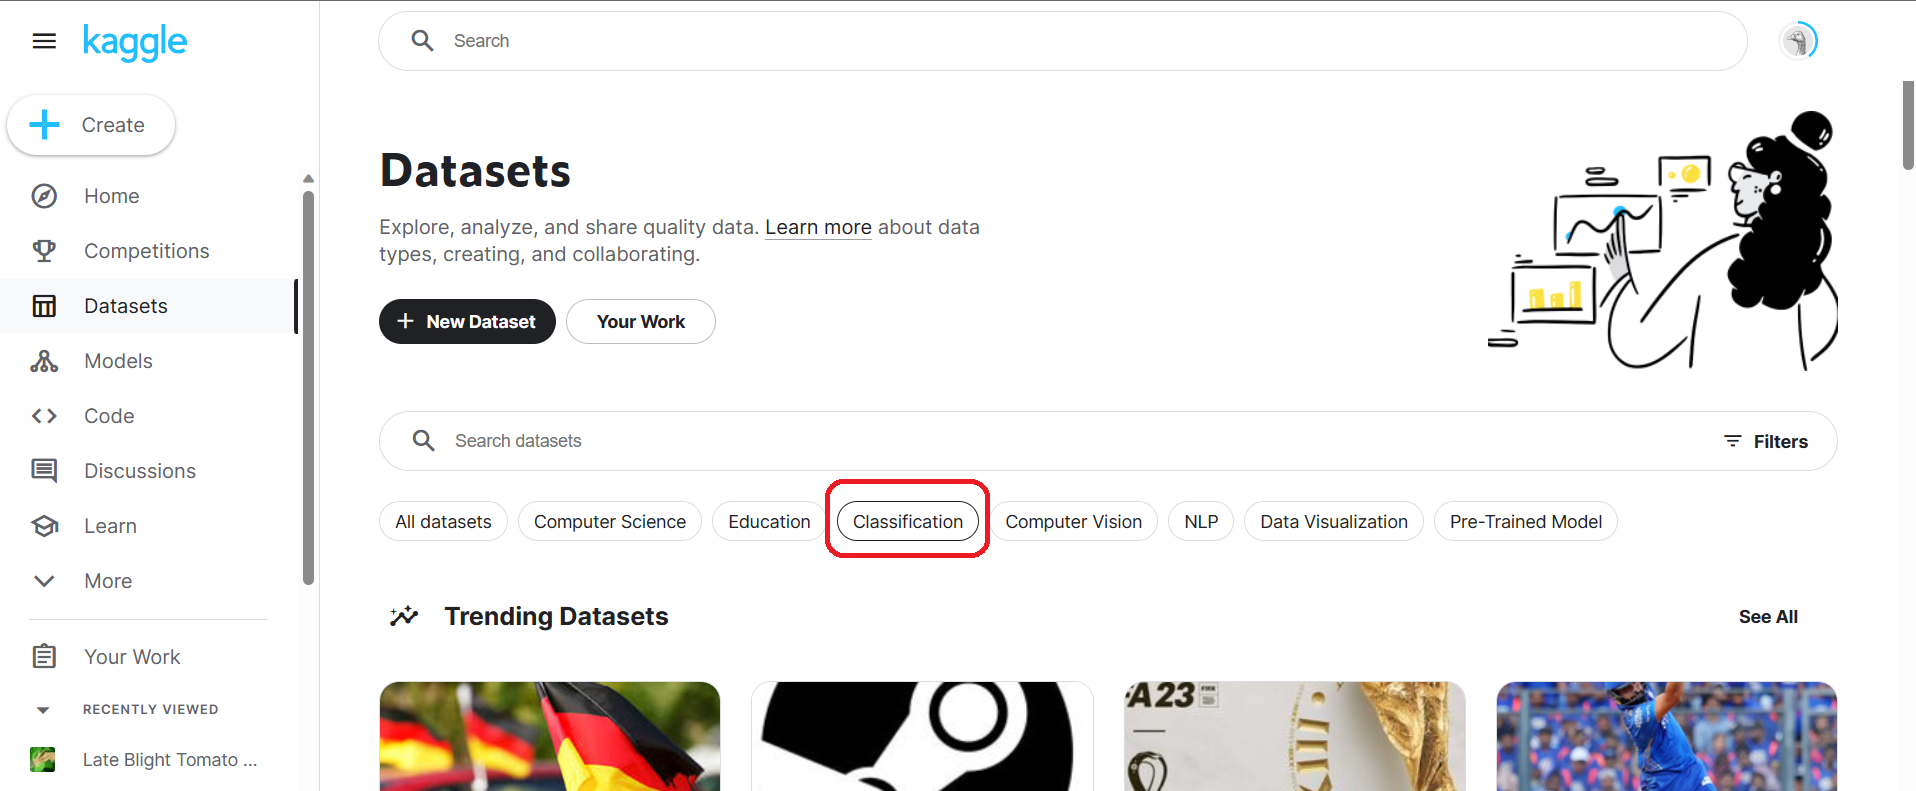 kaggle
Search
Create
Home
Competitions
Datasets
Models
Code
Discussions
Learn
More
Your Work
RECENTLY VIEWED
Late Blight Tomato ...
Datasets
Explore, analyze, and share quality data. Learn more about data
types, creating, and collaborating.
New Dataset
Your Work
Search datasets
Filters
All datasets
Computer Science
Education
Classification
Computer Vision
NLP
Data Visualization
Pre-Trained Model
Trending Datasets
See All
FA 23